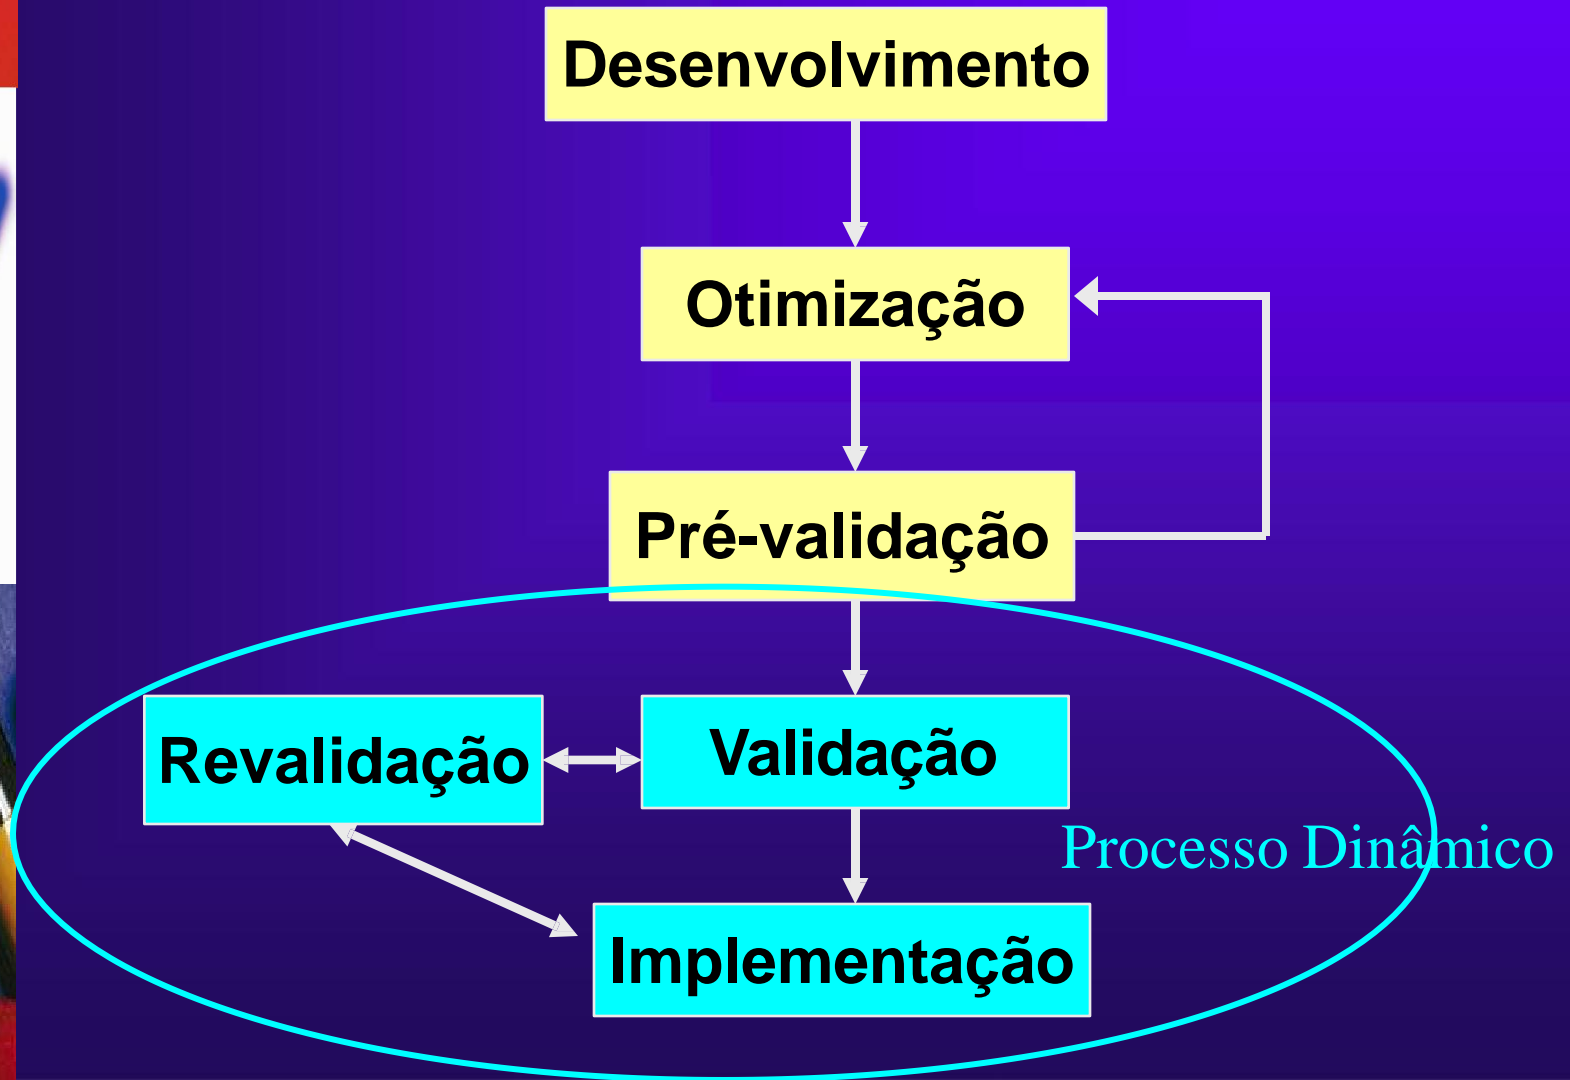 Desenvolvimento
Otimização
Pré-validação
Revalidação
Validação
Processo Dinâmico
Implementação